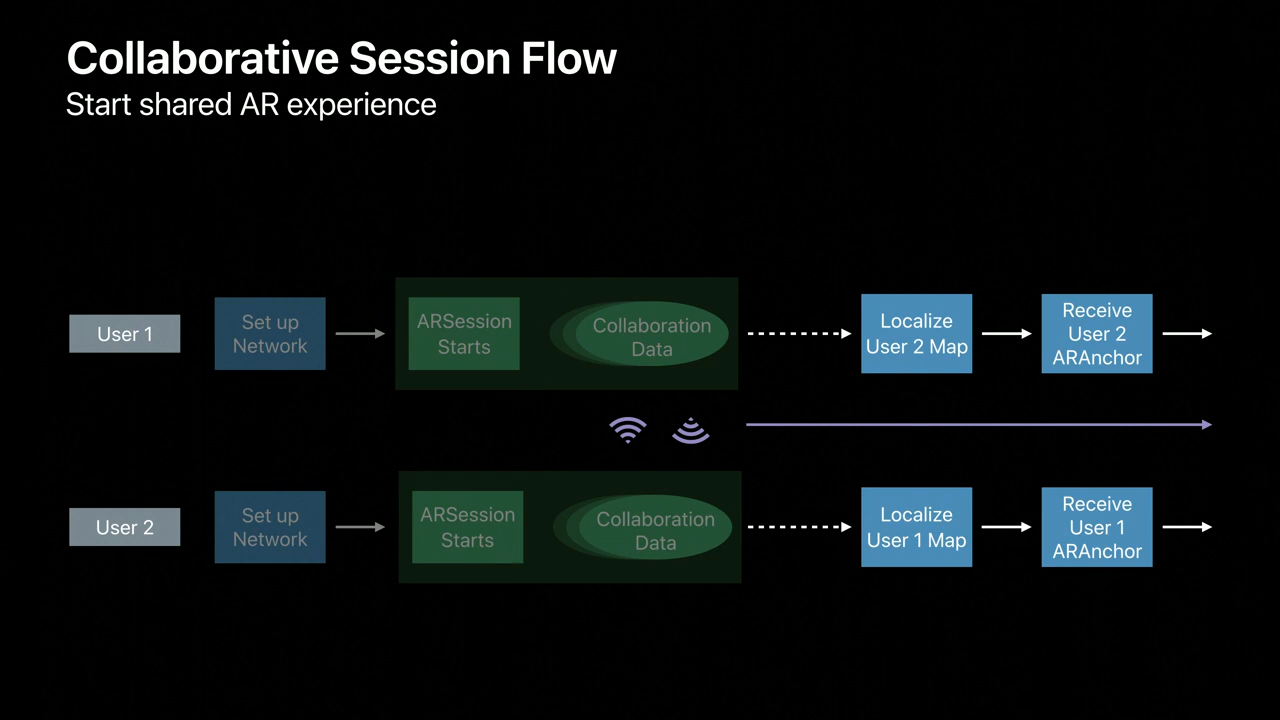 Collaborative Session Flow
Start shared AR experience
User 1
Set up
Network
ARSession
Starts
Collaboration
Data
Localize
User 2 Map
Receive
User 2
ARAnchor
User 2
Set up
Network
ARSession
Starts
Collaboration
Data
Localize
User 1 Map
Receive
User 1
ARAnchor